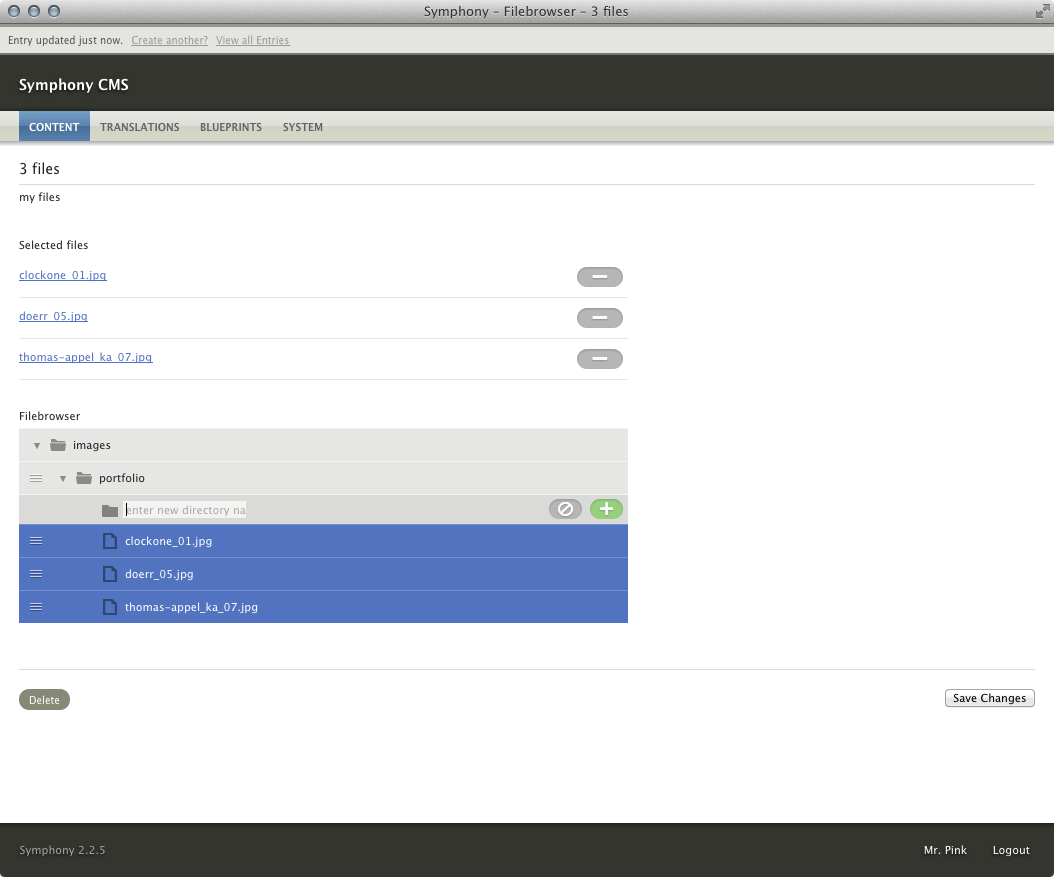 Symphony – Filebrowser – 3 files
Entry updated just now. Create another? View all Entries
Symphony CMS
CONTENT TRANSLATIONS BLUEPRINTS SYSTEM
3 files
my files
Selected files
clockone_01.jpg
doerr_05.jpg
thomas-appel_ka_07.jpg
Filebrowser
images
portfolio
enter new directory na
clockone_01.jpg
doerr_05.jpg
thomas-appel_ka_07.jpg
Delete Save Changes
Symphony 2.2.5 Mr. Pink Logout